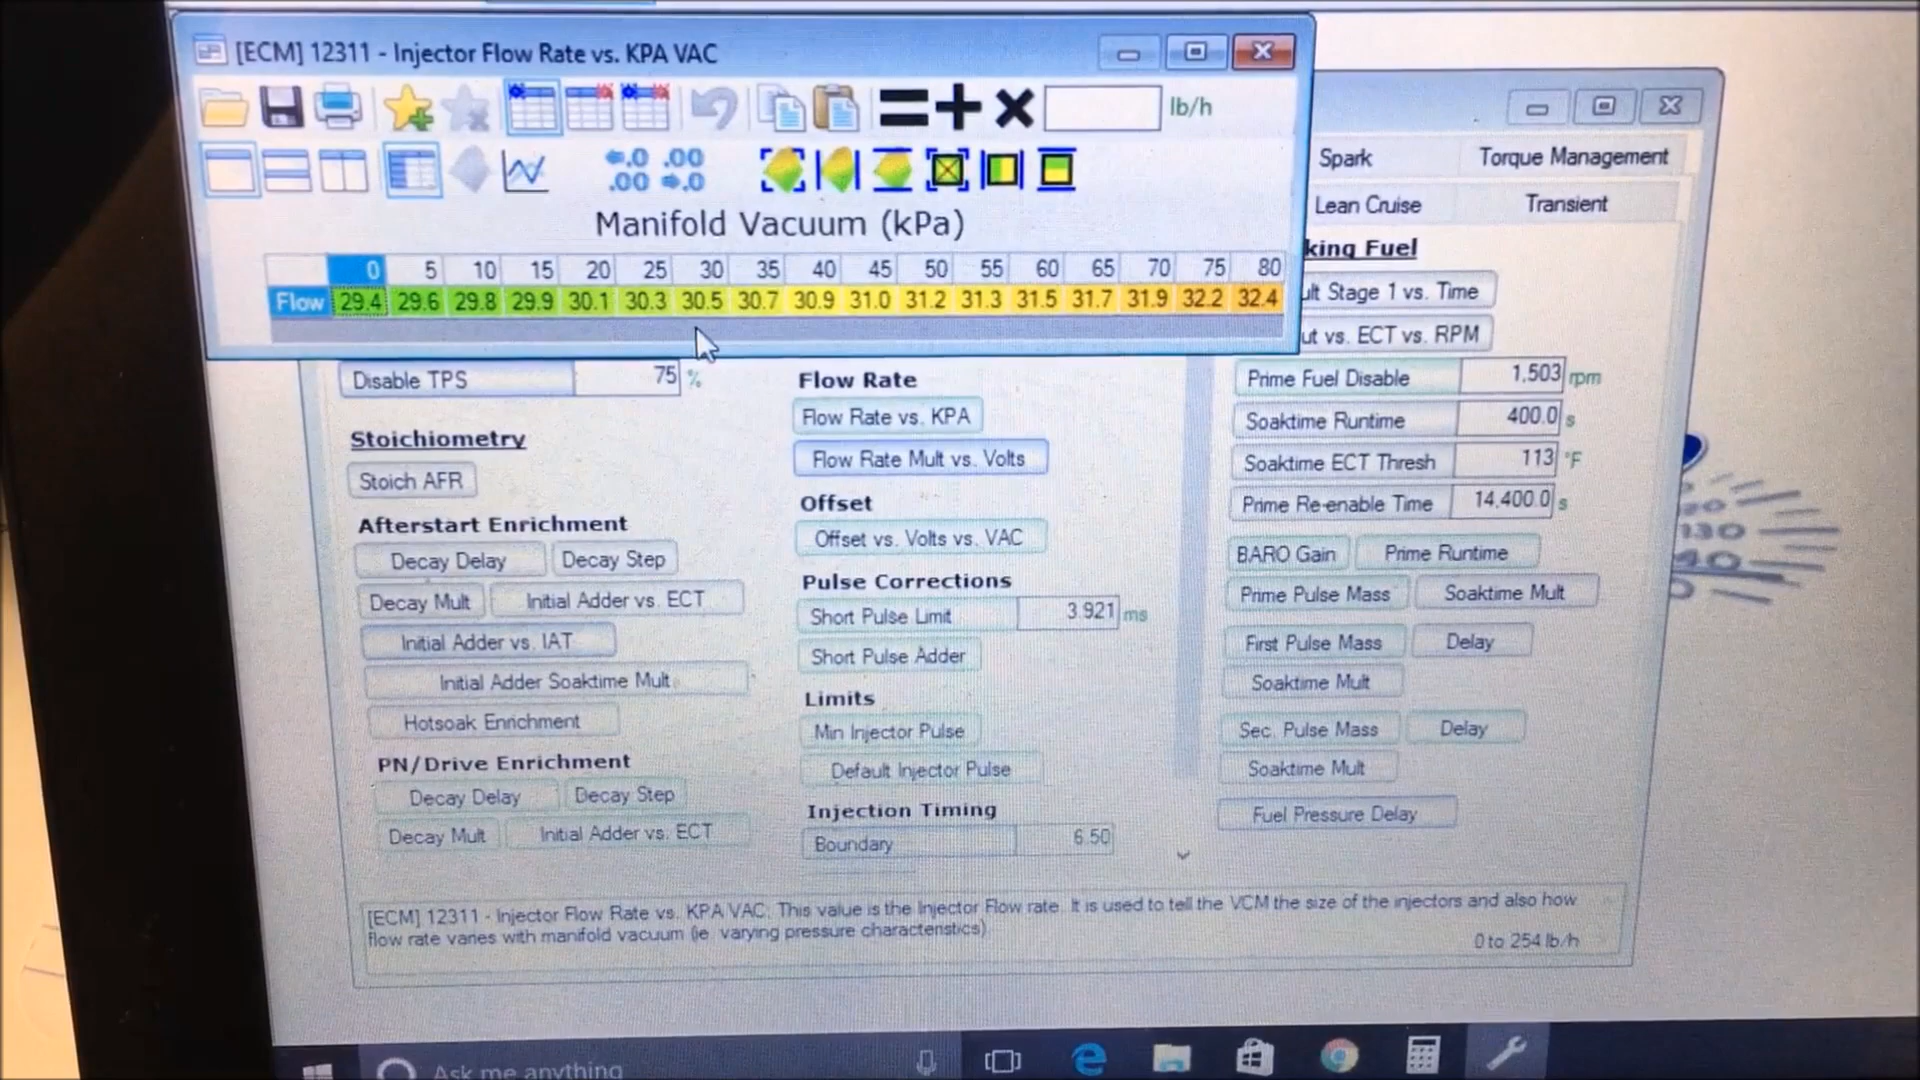 [ECM] 12311 - Injector Flow Rate vs. KPA VAC
lb/h
.0 .00
.00 .0
Manifold Vacuum (kPa)
0 5 10 15 20 25 30 35 40 45 50 55 60 65 70 75 80
Flow 29.4 29.6 29.8 29.9 30.1 30.3 30.5 30.7 30.9 31.0 31.2 31.3 31.5 31.7 31.9 32.2 32.4
Spark Torque Management
Lean Cruise Transient
king Fuel
ult Stage 1 vs. Time
ut vs. ECT vs. RPM
Disable TPS 75 %
Stoichiometry
Stoich AFR
Afterstart Enrichment
Decay Delay Decay Step
Decay Mult Initial Adder vs. ECT
Initial Adder vs. IAT
Initial Adder Soaktime Mult
Hotsoak Enrichment
PN/Drive Enrichment
Decay Delay Decay Step
Decay Mult Initial Adder vs. ECT
Flow Rate
Flow Rate vs. KPA
Flow Rate Mult vs. Volts
Offset
Offset vs. Volts vs. VAC
Pulse Corrections
Short Pulse Limit 3.921 ms
Short Pulse Adder
Limits
Min Injector Pulse
Default Injector Pulse
Injection Timing
Boundary 6.50
Prime Fuel Disable 1,503 rpm
Soaktime Runtime 400.0 s
Soaktime ECT Thresh 113 °F
Prime Re-enable Time 14,400.0 s
BARO Gain Prime Runtime
Prime Pulse Mass Soaktime Mult
First Pulse Mass Delay
Soaktime Mult
Sec. Pulse Mass Delay
Soaktime Mult
Fuel Pressure Delay
130
[ECM] 12311 - Injector Flow Rate vs. KPA VAC: This value is the Injector Flow rate. It is used to tell the VCM the size of the injectors and also how
flow rate varies with manifold vacuum (ie. varying pressure characteristics)
0 to 254 lb/h
Ask me anything